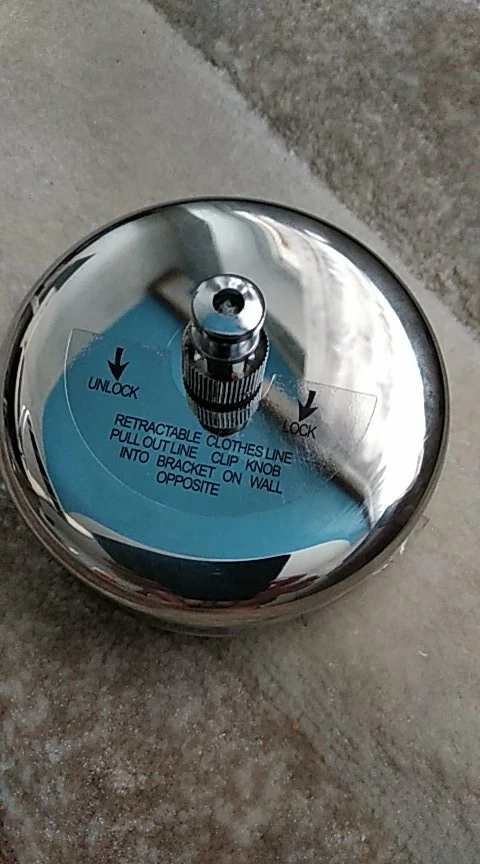 UNLOCK
LOCK
RETRACTABLE CLOTHES LINE
PULL OUT LINE CLIP KNOB
INTO BRACKET ON WALL
OPPOSITE